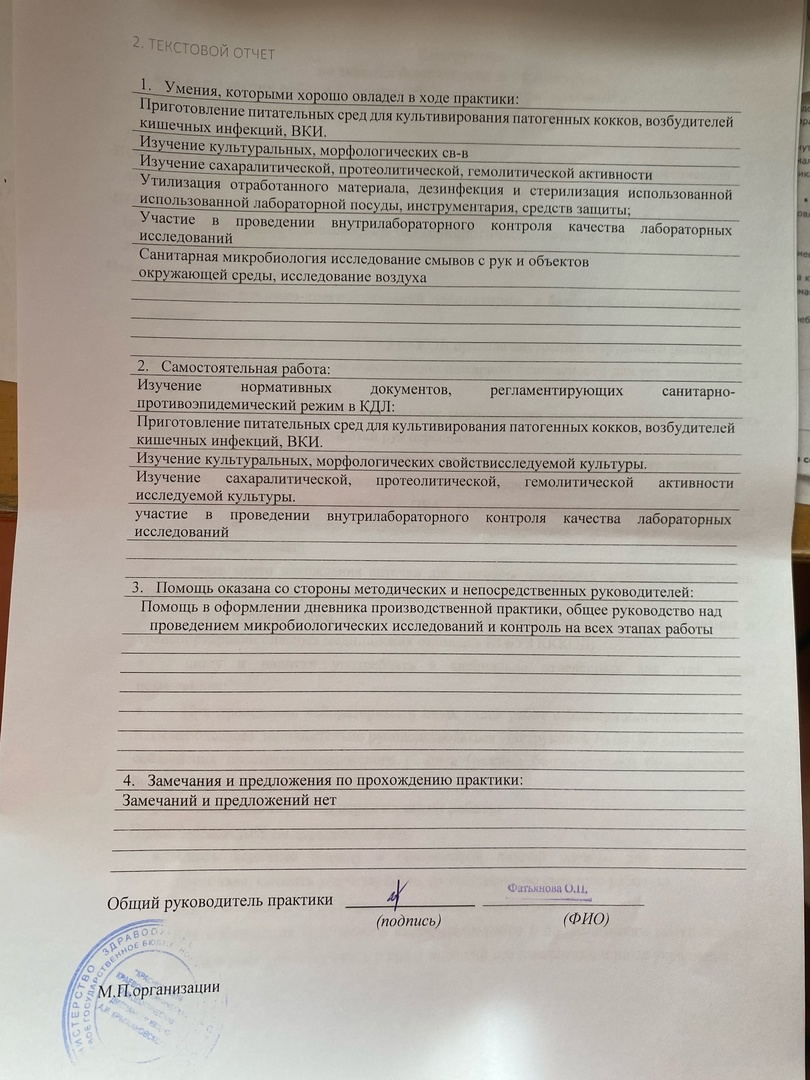 2. ТЕКСТОВОЙ ОТЧЕТ
1. Умения, которыми хорошо овладел в ходе практики:
Приготовление питательных сред для культивирования патогенных кокков, возбудителей
кишечных инфекций, ВКИ.
Изучение культуральных, морфологических св-в
Изучение сахаралитической, протеолитической, гемолитической активности
Утилизация отработанного материала, дезинфекция и стерилизация использованной
использованной лабораторной посуды, инструментария, средств защиты;
Участие в проведении внутрилабораторного контроля качества лабораторных
исследований
Санитарная микробиология исследование смывов с рук и объектов
окружающей среды, исследование воздуха
2. Самостоятельная работа:
Изучение нормативных документов, регламентирующих санитарно-
противоэпидемический режим в КДЛ:
Приготовление питательных сред для культивирования патогенных кокков, возбудителей
кишечных инфекций, ВКИ.
Изучение культуральных, морфологических свойствисследуемой культуры.
Изучение сахаралитической, протеолитической, гемолитической активности
исследуемой культуры.
участие в проведении внутрилабораторного контроля качества лабораторных
исследований
3. Помощь оказана со стороны методических и непосредственных руководителей:
Помощь в оформлении дневника производственной практики, общее руководство над
проведением микробиологических исследований и контроль на всех этапах работы
4. Замечания и предложения по прохождению практики:
Замечаний и предложений нет
Общий руководитель практики
Фатьянова О.П.
(подпись) (ФИО)
М.П.организации